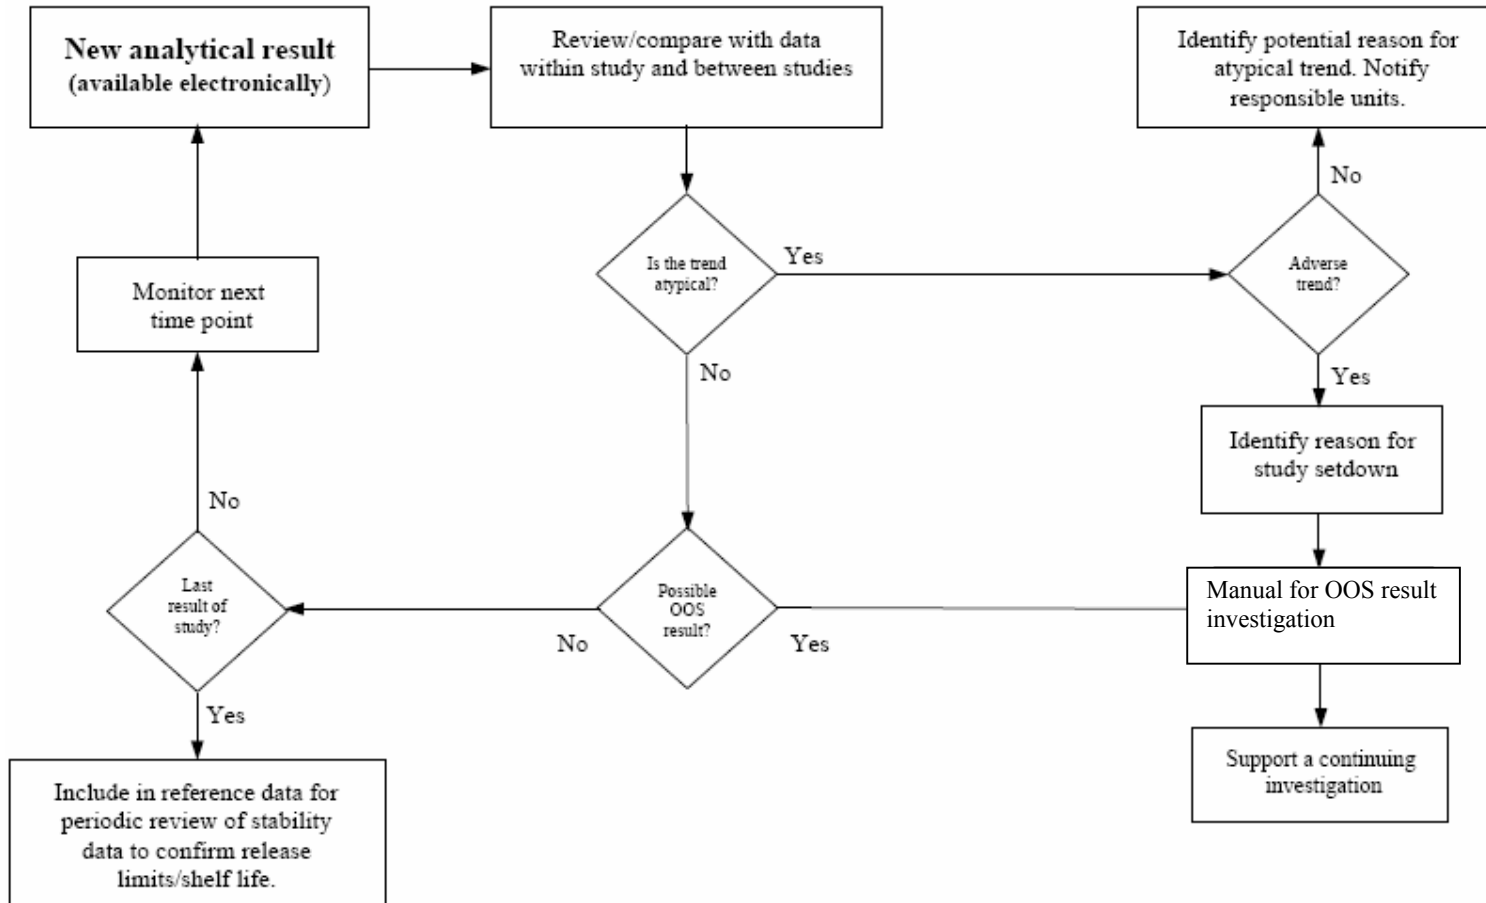 New analytical result
(available electronically)
Review/compare with data
within study and between studies
Identify potential reason for
atypical trend. Notify
responsible units.
No
Is the trend
atypical?
Yes
Adverse
trend?
Monitor next
time point
No
Yes
Identify reason for
study setdown
No
Last
result of
study?
Possible
OOS
result?
No
Yes
Manual for OOS result
investigation
Yes
Support a continuing
investigation
Include in reference data for
periodic review of stability
data to confirm release
limits/shelf life.